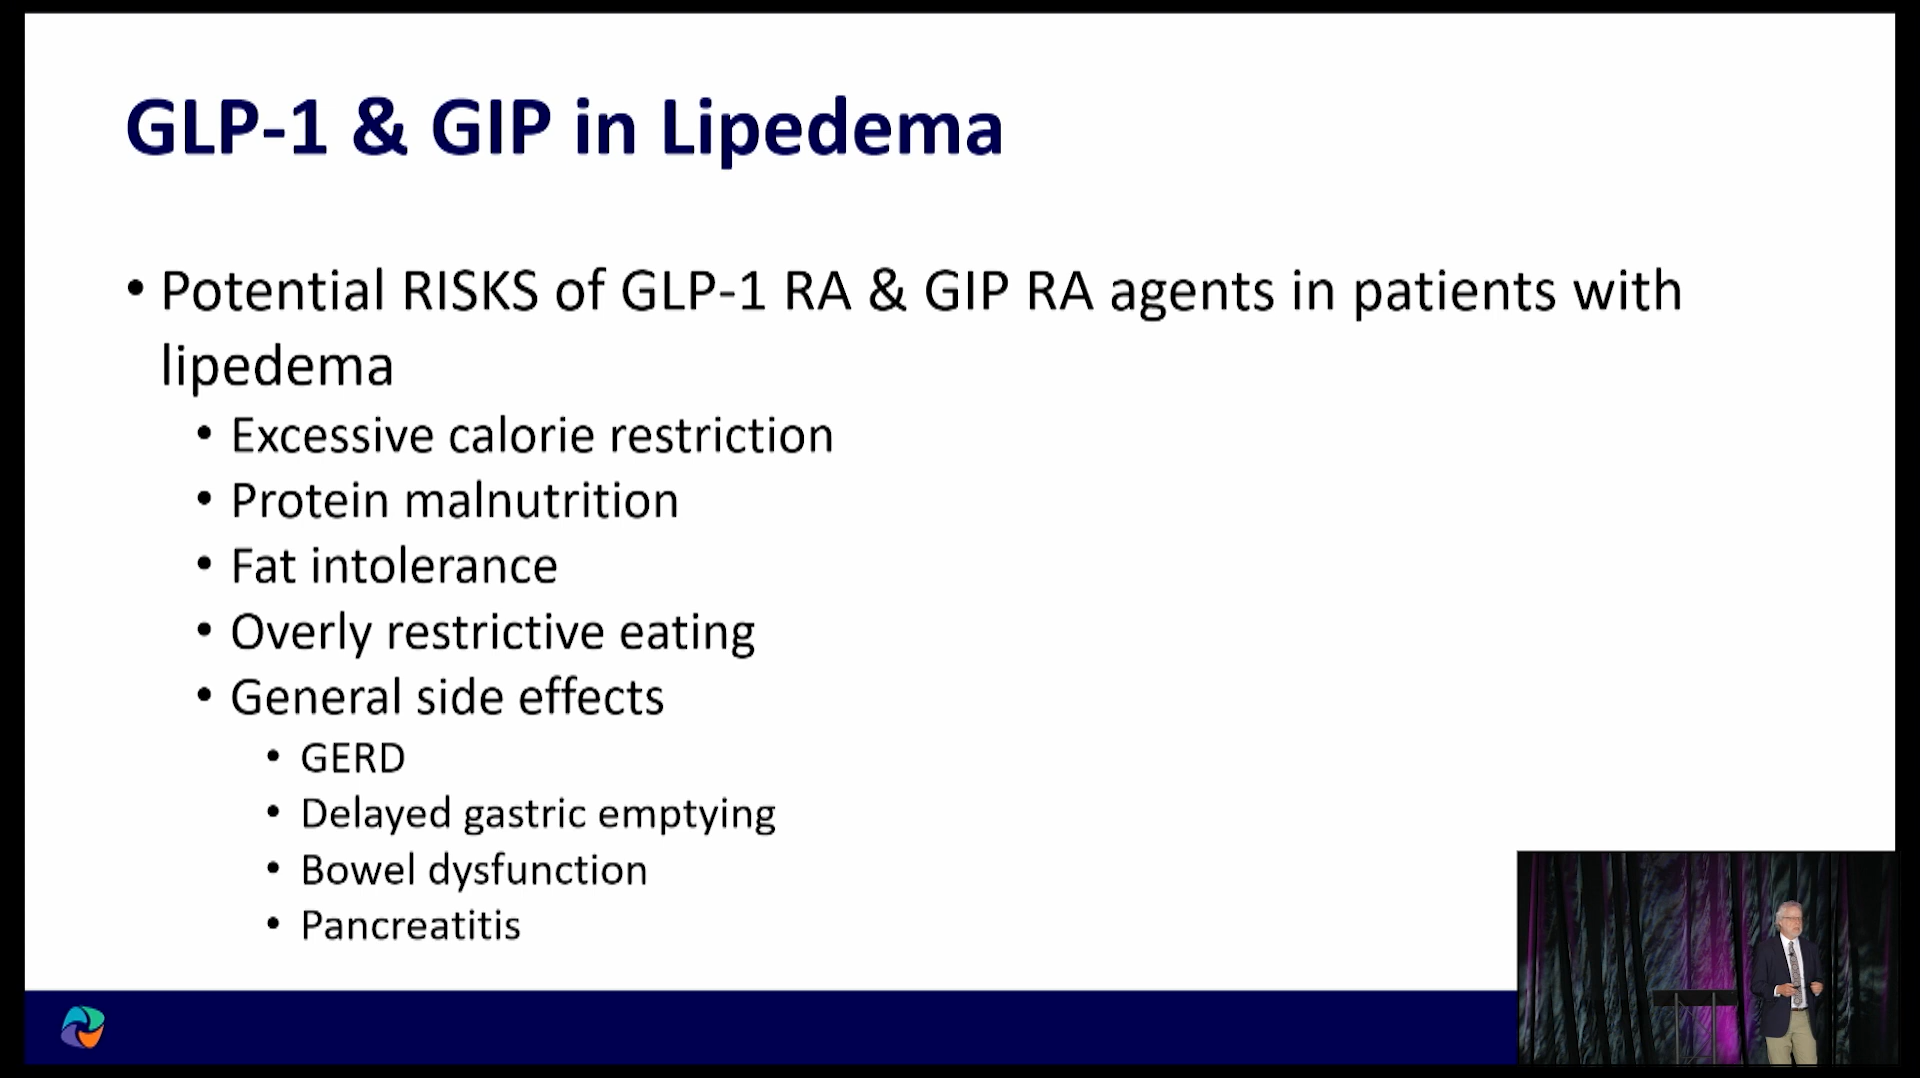 GLP-1 & GIP in Lipedema
• Potential RISKS of GLP-1 RA & GIP RA agents in patients with
lipedema
• Excessive calorie restriction
• Protein malnutrition
• Fat intolerance
• Overly restrictive eating
• General side effects
• GERD
• Delayed gastric emptying
• Bowel dysfunction
• Pancreatitis